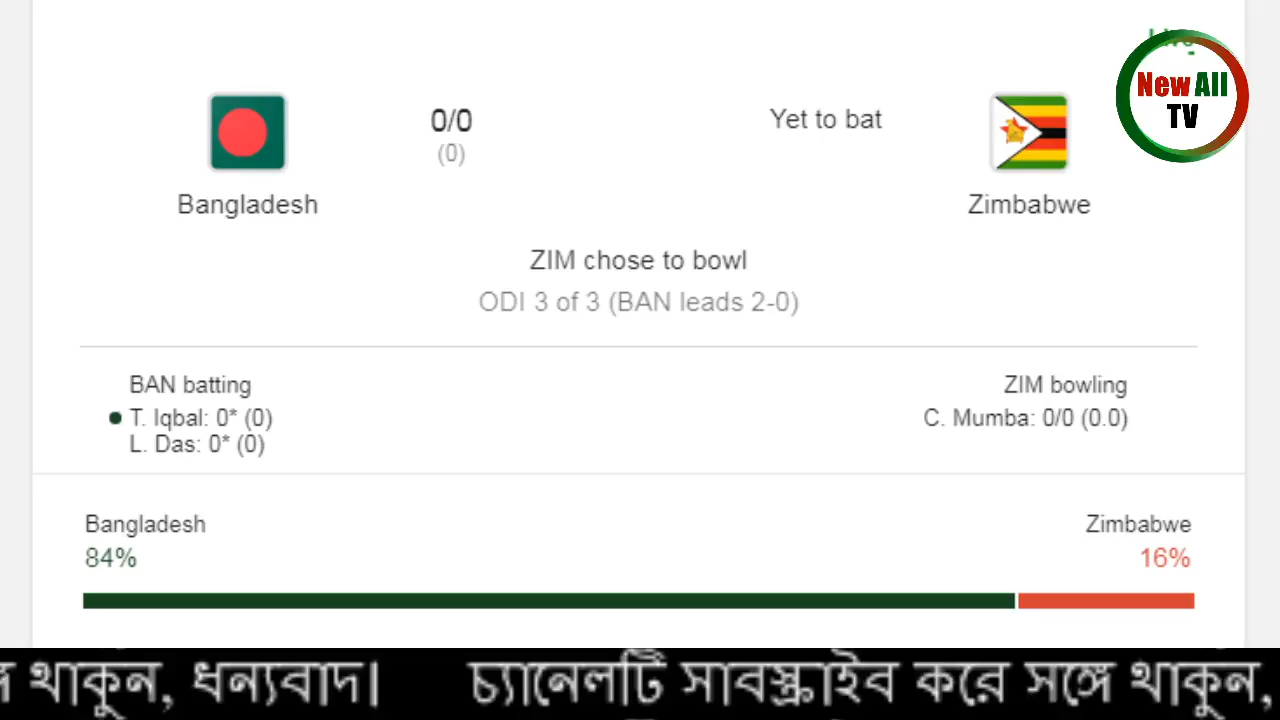 New All
TV
0/0
(0)
Yet to bat
Bangladesh
Zimbabwe
ZIM chose to bowl
ODI 3 of 3 (BAN leads 2-0)
BAN batting
ZIM bowling
T. Iqbal: 0* (0)
C. Mumba: 0/0 (0.0)
L. Das: 0* (0)
Bangladesh
Zimbabwe
84%
16%
থাকুন, ধন্যবাদ। চ্যানেলটি সাবস্ক্রাইব করে সঙ্গে থাকুন,